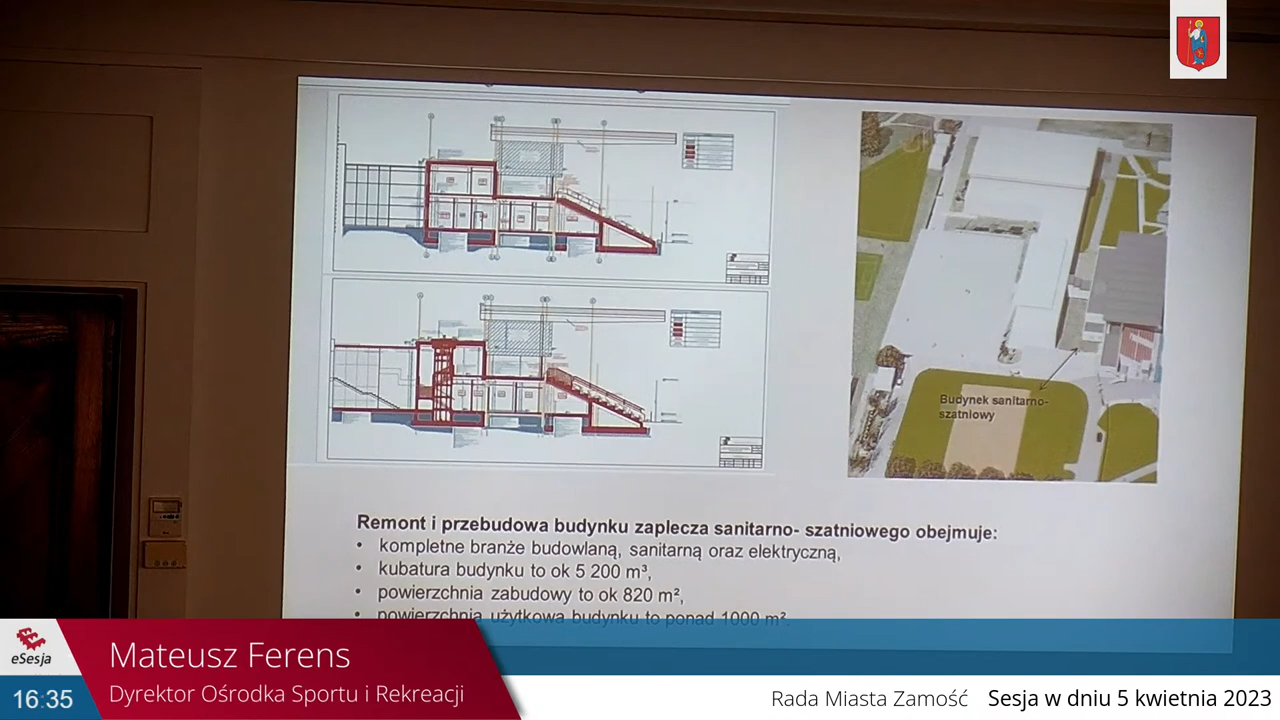 Budynek sanitarno-
szatniowy
Remont i przebudowa budynku zaplecza sanitarno- szatniowego obejmuje:
• kompletne branże budowlaną, sanitarną oraz elektryczną,
• kubatura budynku to ok 5 200 m³,
• powierzchnia zabudowy to ok 820 m²,
• powierzchnia użytkowa budynku to ponad 1000 m².
eSesja
Mateusz Ferens
Dyrektor Ośrodka Sportu i Rekreacji
16:35
Rada Miasta Zamość Sesja w dniu 5 kwietnia 2023